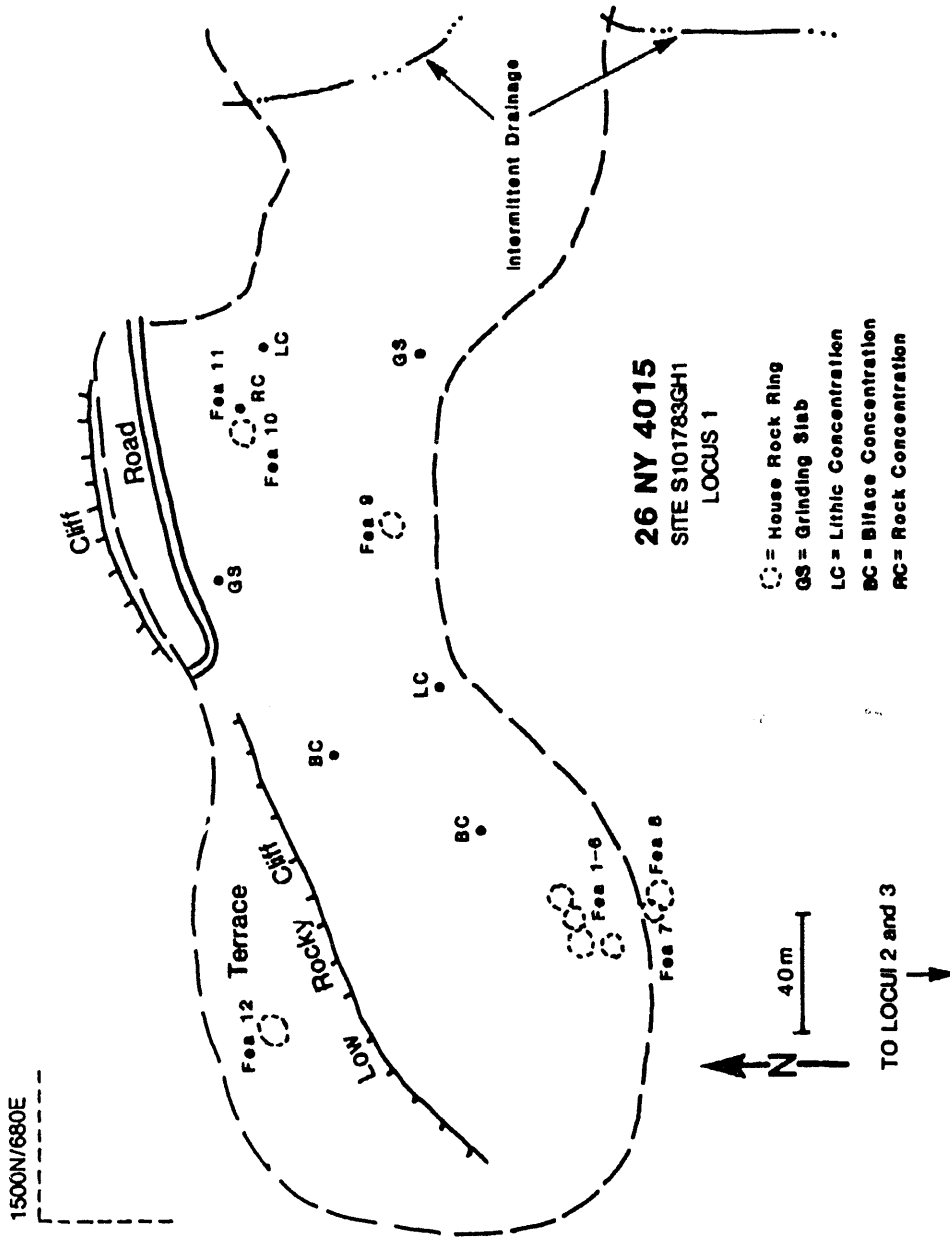 1500N/680E
Cliff
Road
Fea 11
RC
LC
Fea 10
GS
Fea 9
GS
LC
BC
BC
Terrace
Fea 12
Low Rocky Cliff
Fea 1-6
Fea 7
Fea 8
Intermittent Drainage
40m
N
TO LOCUI 2 and 3
26 NY 4015
SITE S101783GH1
LOCUS 1
= House Rock Ring
GS = Grinding Slab
LC = Lithic Concentration
BC = Biface Concentration
RC = Rock Concentration